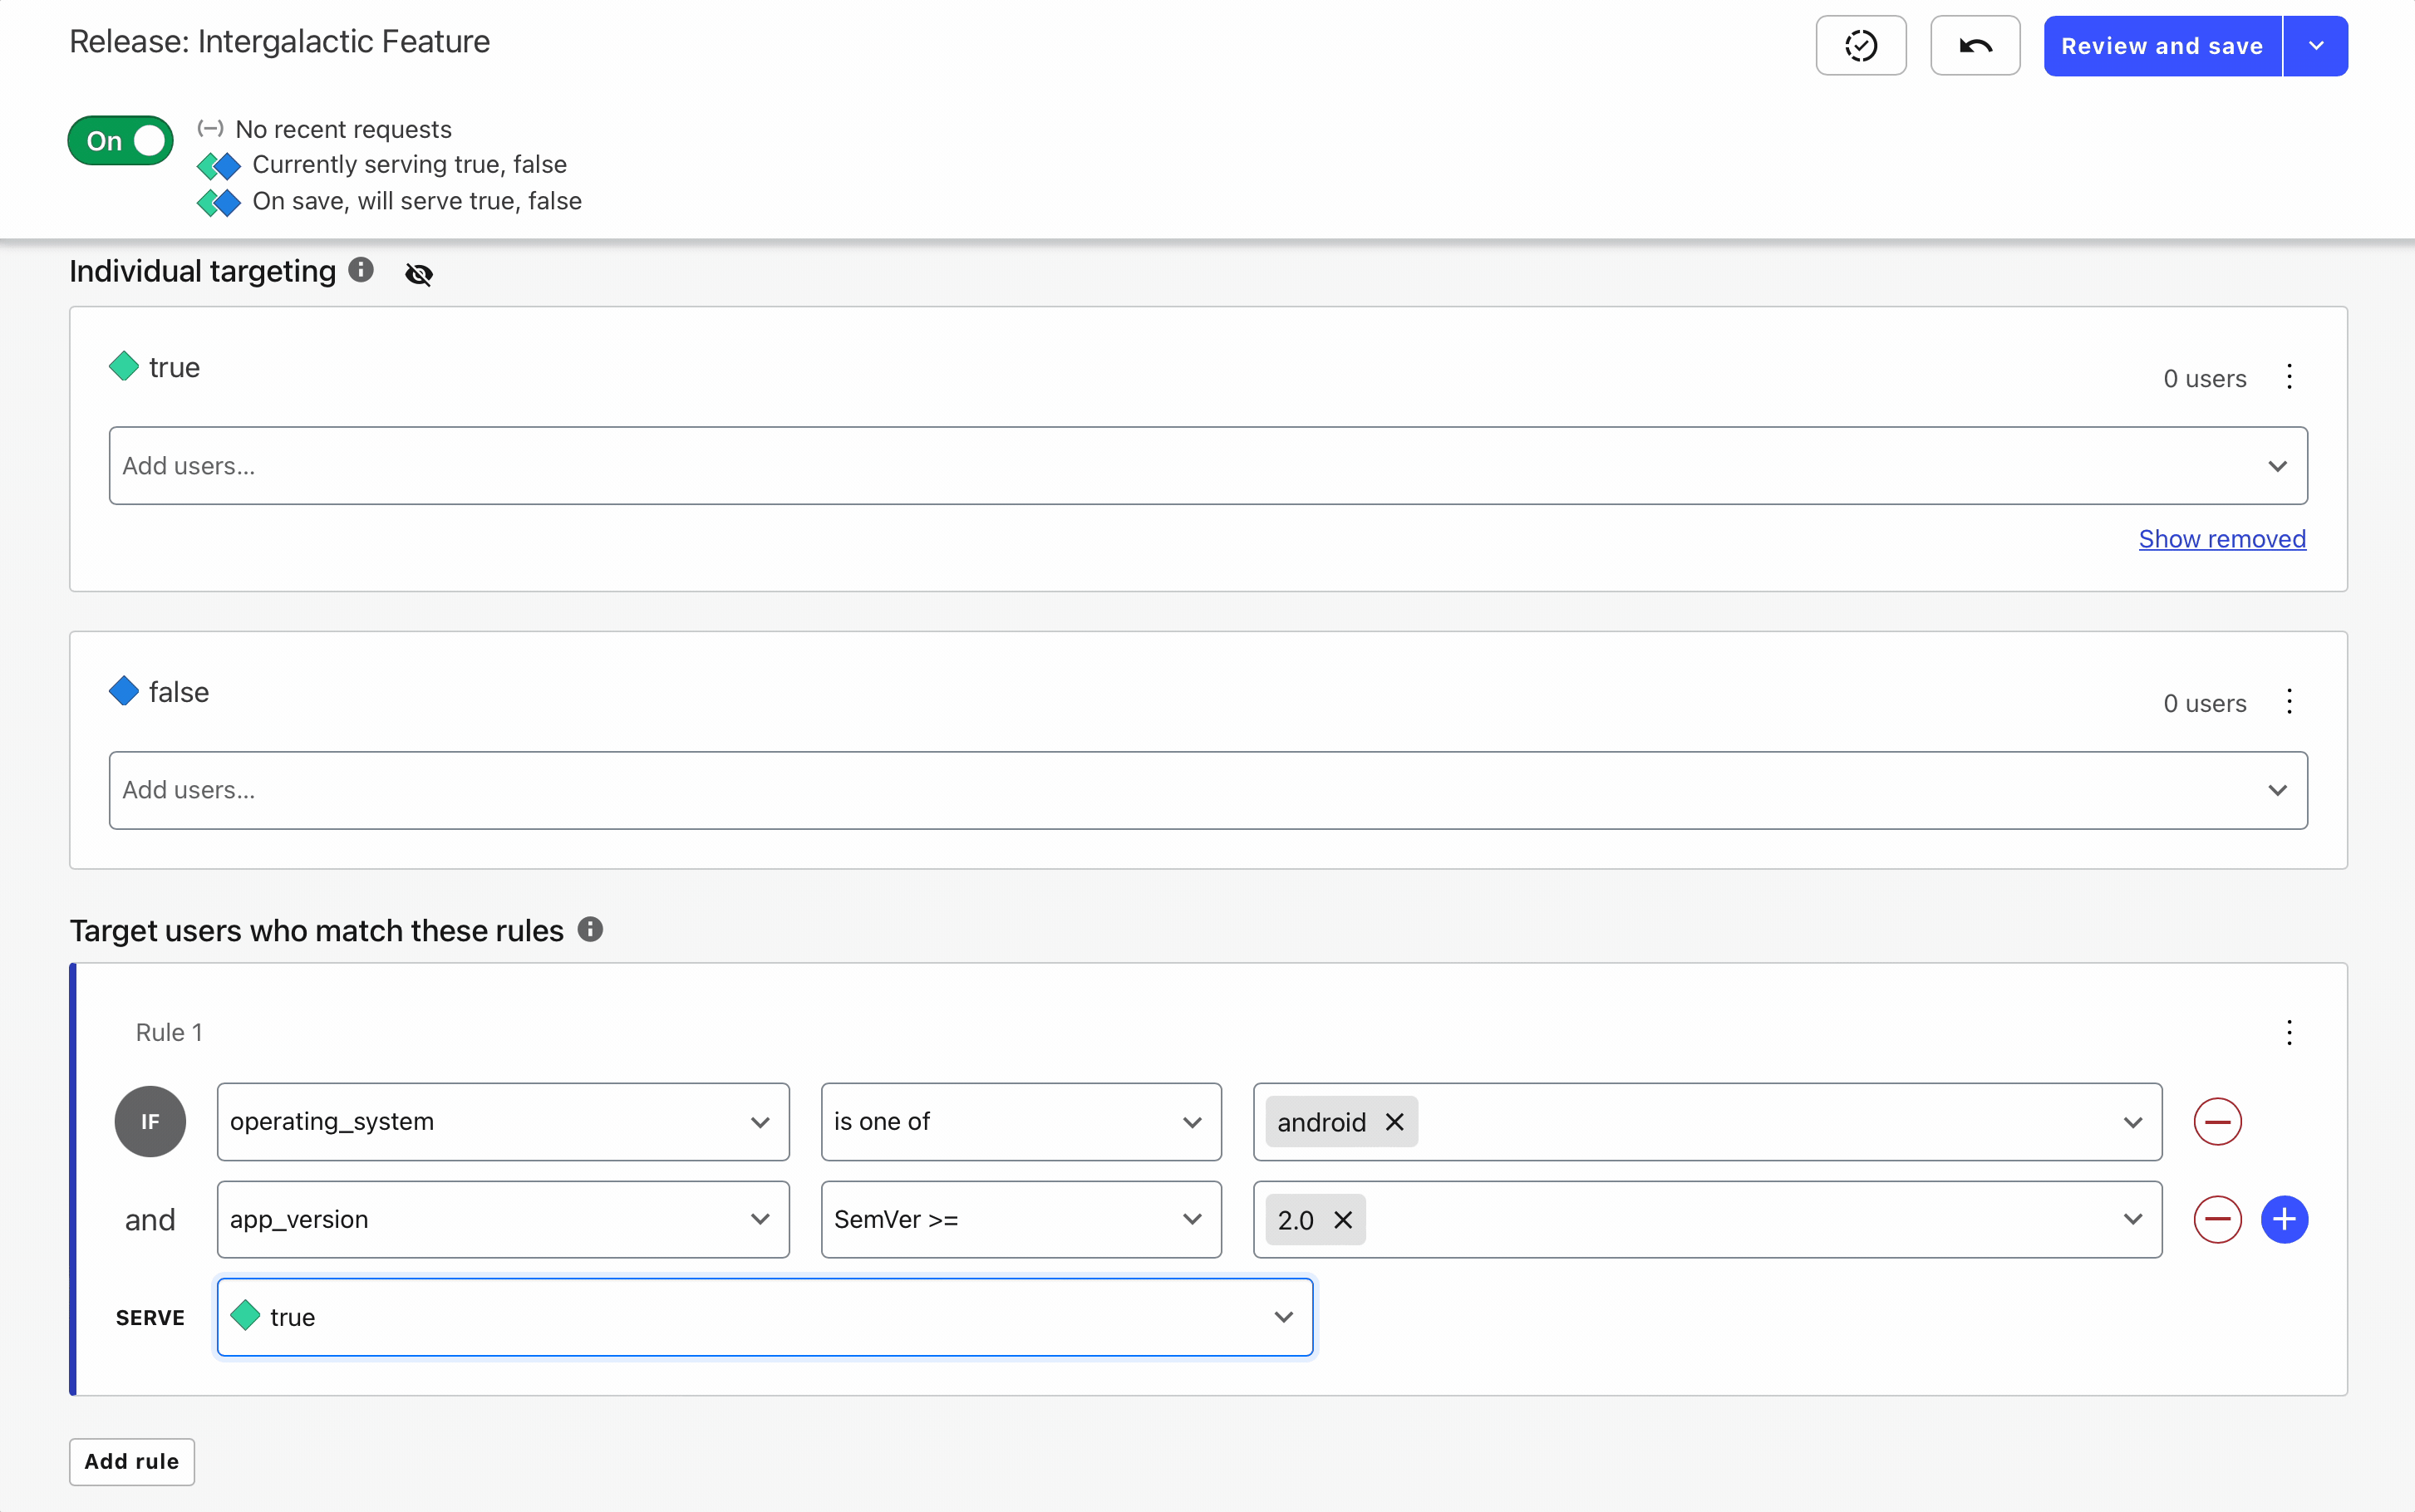 Release: Intergalactic Feature
Review and save
On
No recent requests
Currently serving true, false
On save, will serve true, false
Individual targeting
true
0 users
Add users...
Show removed
false
0 users
Add users...
Target users who match these rules
Rule 1
IF operating_system is one of android
and app_version SemVer >= 2.0
SERVE true
Add rule